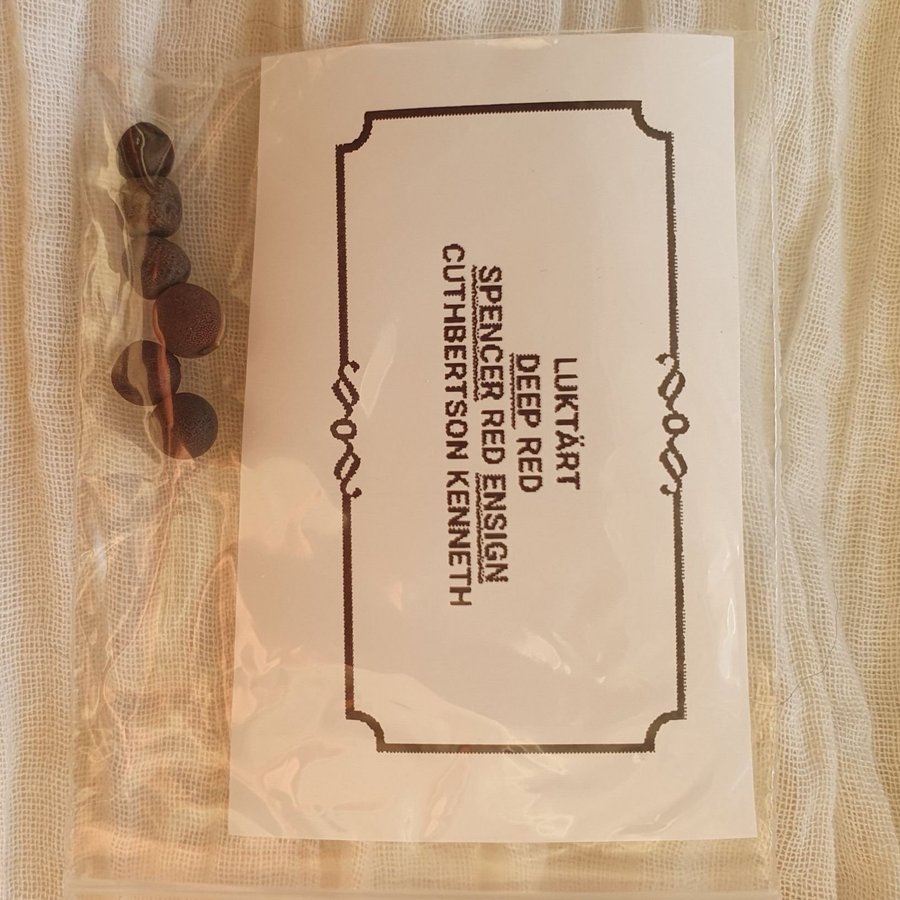 LUKTÄRT
DEEP RED
SPENCER RED ENSIGN
CUTHBERTSON KENNETH